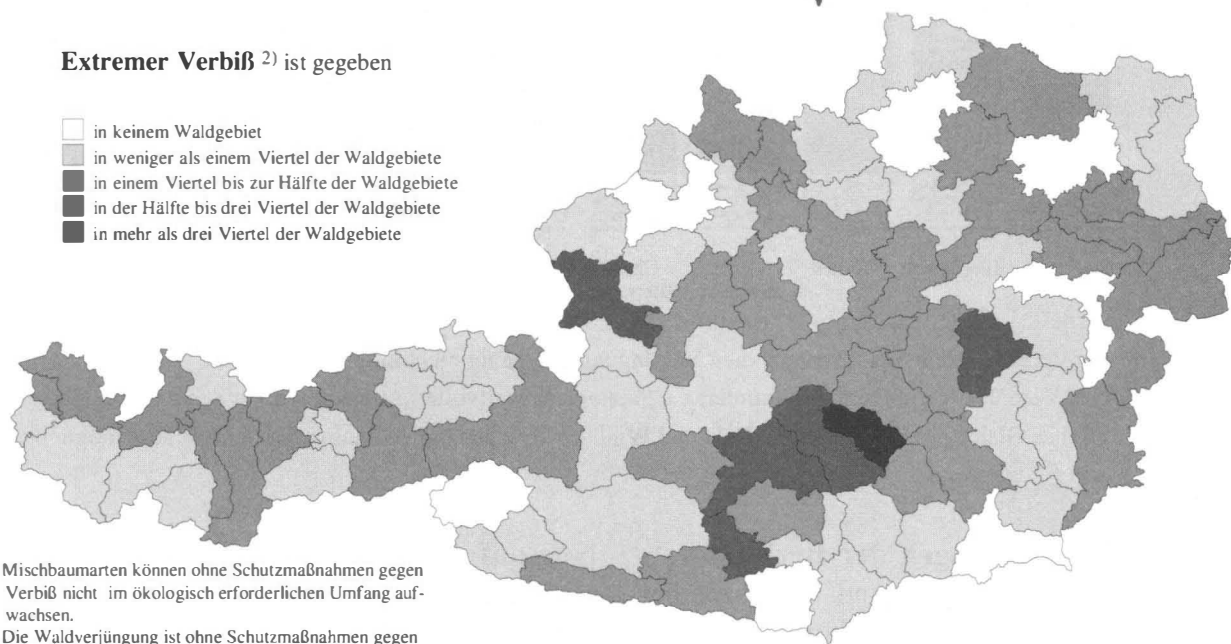 Extremer Verbiß 2) ist gegeben
in keinem Waldgebiet
in weniger als einem Viertel der Waldgebiete
in einem Viertel bis zur Hälfte der Waldgebiete
in der Hälfte bis drei Viertel der Waldgebiete
in mehr als drei Viertel der Waldgebiete
Mischbaumarten können ohne Schutzmaßnahmen gegen
Verbiß nicht im ökologisch erforderlichen Umfang auf-
wachsen.
Die Waldverjüngung ist ohne Schutzmaßnahmen gegen